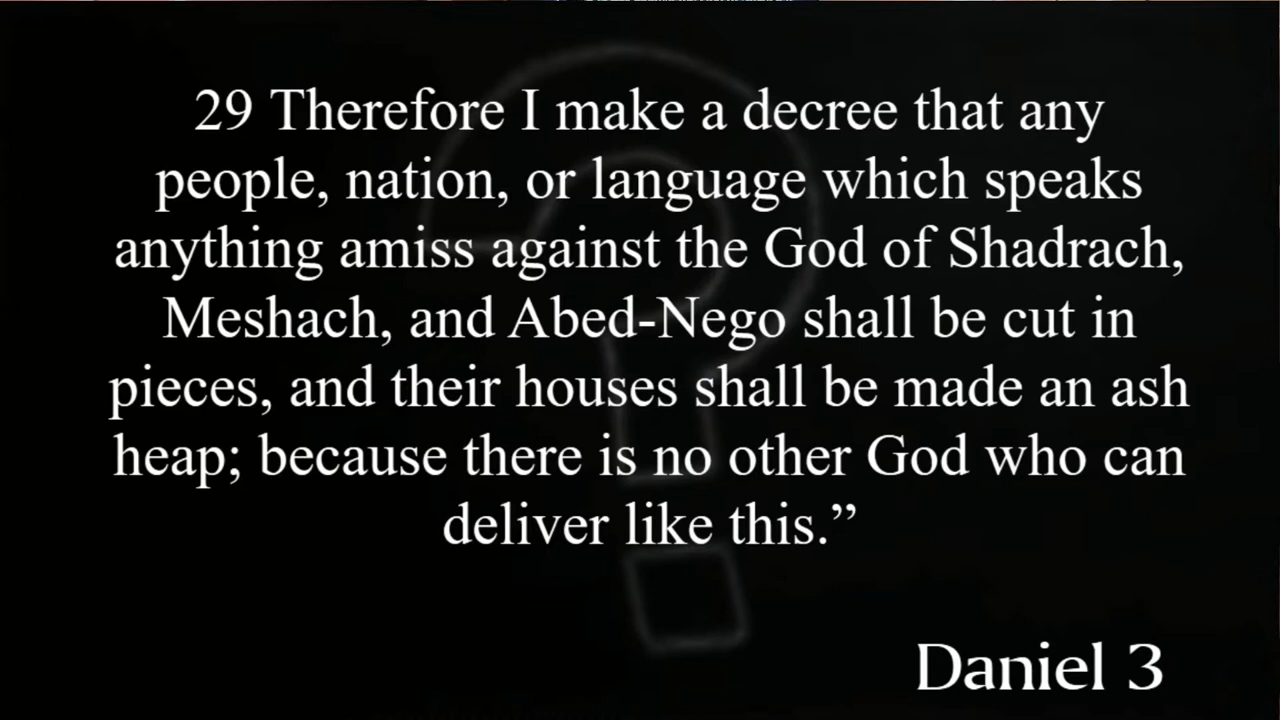 29 Therefore I make a decree that any
people, nation, or language which speaks
anything amiss against the God of Shadrach,
Meshach, and Abed-Nego shall be cut in
pieces, and their houses shall be made an ash
heap; because there is no other God who can
deliver like this.”
Daniel 3